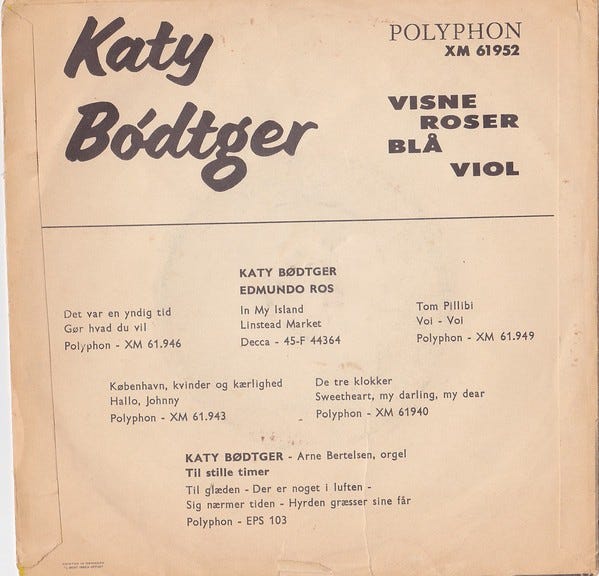 Katy
Bødtger
POLYPHON
XM 61952
VISNE
ROSER
BLÅ
VIOL
KATY BØDTGER
EDMUNDO ROS
Det var en yndig tid
Gør hvad du vil
Polyphon - XM 61.946
In My Island
Linstead Market
Decca - 45-F 44364
Tom Pillibi
Voi - Voi
Polyphon - XM 61.949
København, kvinder og kærlighed
Hallo, Johnny
Polyphon - XM 61.943
De tre klokker
Sweetheart, my darling, my dear
Polyphon - XM 61940
KATY BØDTGER - Arne Bertelsen, orgel
Til stille timer
Til glæden - Der er noget i luften -
Sig nærmer tiden - Hyrden græsser sine får
Polyphon - EPS 103